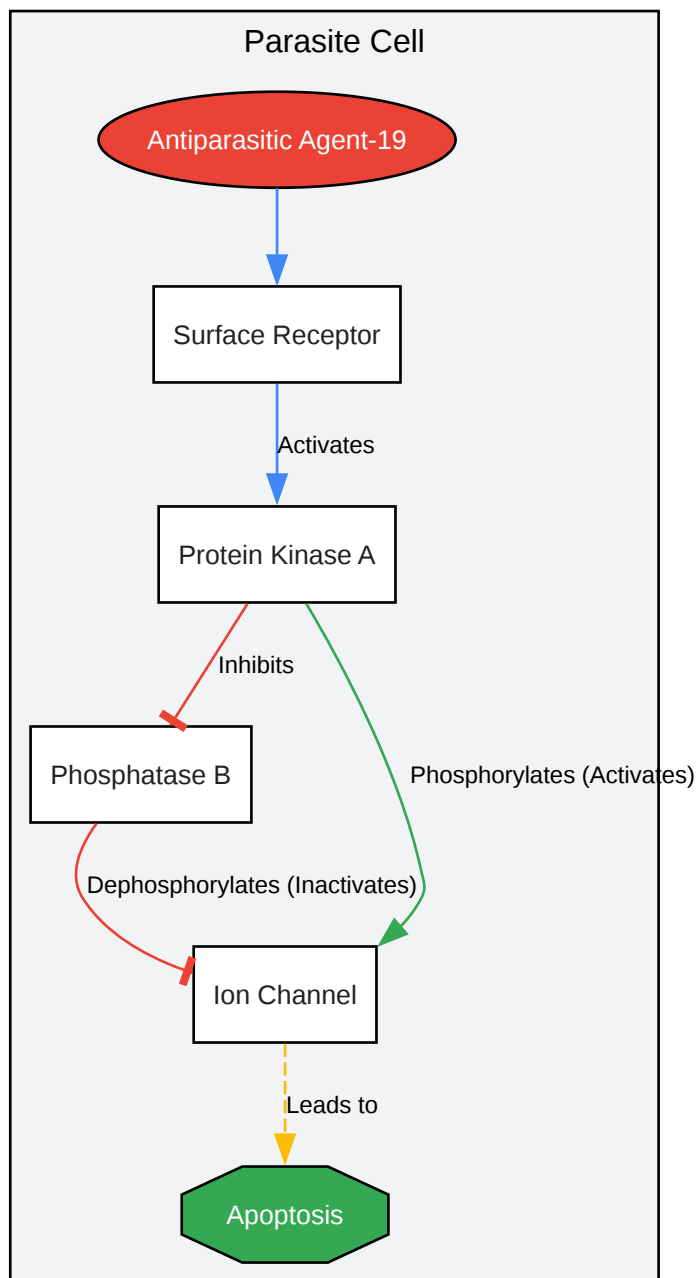 Parasite Cell
Antiparasitic Agent-19
Surface Receptor
Activates
Protein Kinase A
Inhibits
Phosphatase B
Phosphorylates (Activates)
Dephosphorylates (Inactivates)
Ion Channel
Leads to
Apoptosis